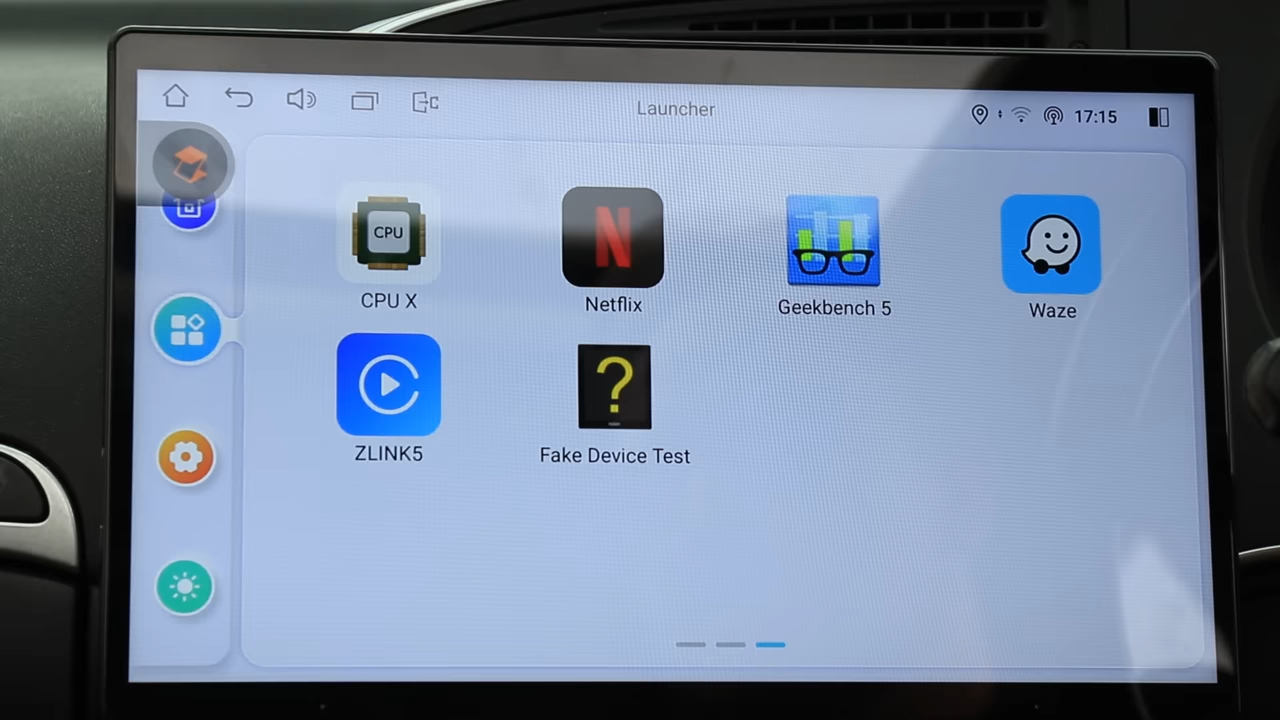 Launcher
17:15
CPU
CPU X
N
Netflix
Geekbench 5
Waze
ZLINK5
?
Fake Device Test